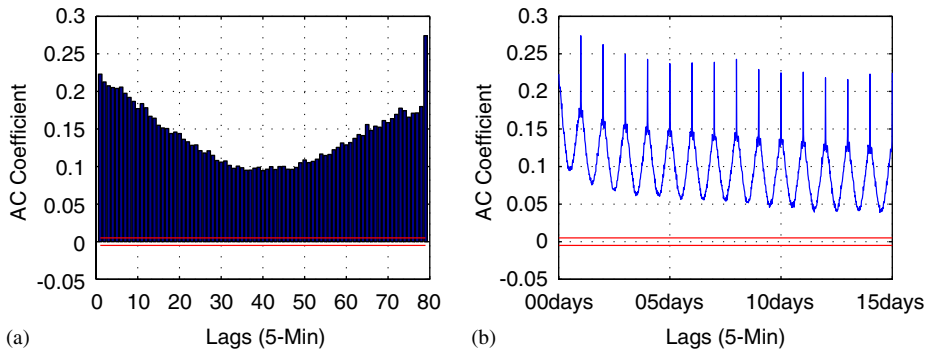 0.3
0.25
0.2
0.15
0.1
0.05
0
-0.05
AC Coefficient
0 10 20 30 40 50 60 70 80
(a) Lags (5-Min)
0.3
0.25
0.2
0.15
0.1
0.05
0
-0.05
AC Coefficient
00days 05days 10days 15days
(b) Lags (5-Min)